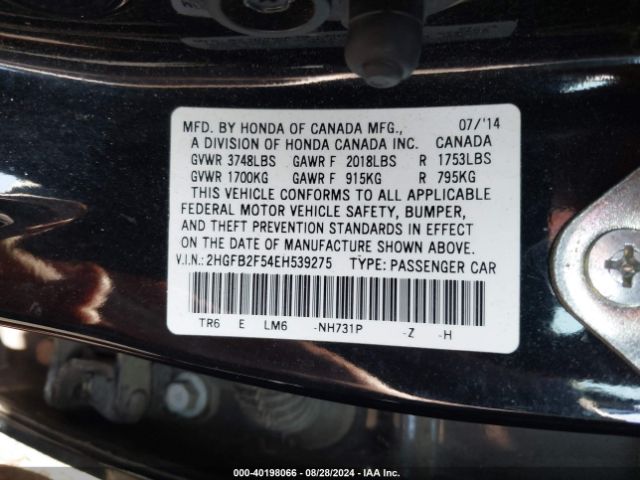 MFD. BY HONDA OF CANADA MFG., 07/'14
A DIVISION OF HONDA CANADA INC. CANADA
GVWR 3748LBS GAWR F 2018LBS R 1753LBS
GVWR 1700KG GAWR F 915KG R 795KG
THIS VEHICLE CONFORMS TO ALL APPLICABLE
FEDERAL MOTOR VEHICLE SAFETY, BUMPER,
AND THEFT PREVENTION STANDARDS IN EFFECT
ON THE DATE OF MANUFACTURE SHOWN ABOVE.
V.I.N.: 2HGFB2F54EH539275 TYPE: PASSENGER CAR
TR6 E LM6 -NH731P -Z -H
000-40198066 - 08/28/2024 - IAA Inc.